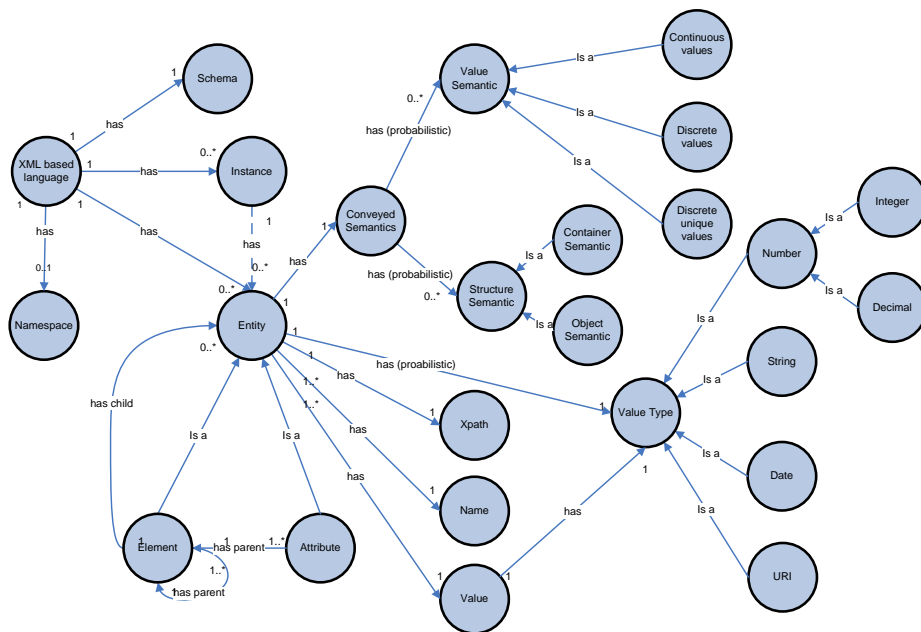 Continuous
values
Is a
Value
Semantic
Schema
1
has
0..*
Is a
Discrete
values
has (probabilistic)
1
XML based
language
1
has
0..*
Instance
Is a
1
1
1
Conveyed
Semantics
1
Discrete
unique
values
Integer
Is a
has
has
has
has
Container
Semantic
Is a
Number
has (probabilistic)
0..1
0..*
0..*
0..*
Structure
Semantic
Is a
Decimal
Namespace
Entity
1
1
Is a
Object
Semantic
Is a
0..*
1
has
has (proabilistic)
String
Is a
1..*
1..*
has child
has
1
Xpath
1
Value Type
Is a
Is a
has
1
Is a
Date
has
1
Name
has
Is a
Element
1
has parent
1
1..*
Attribute
1..*
1
has parent
1
Value
1
URI